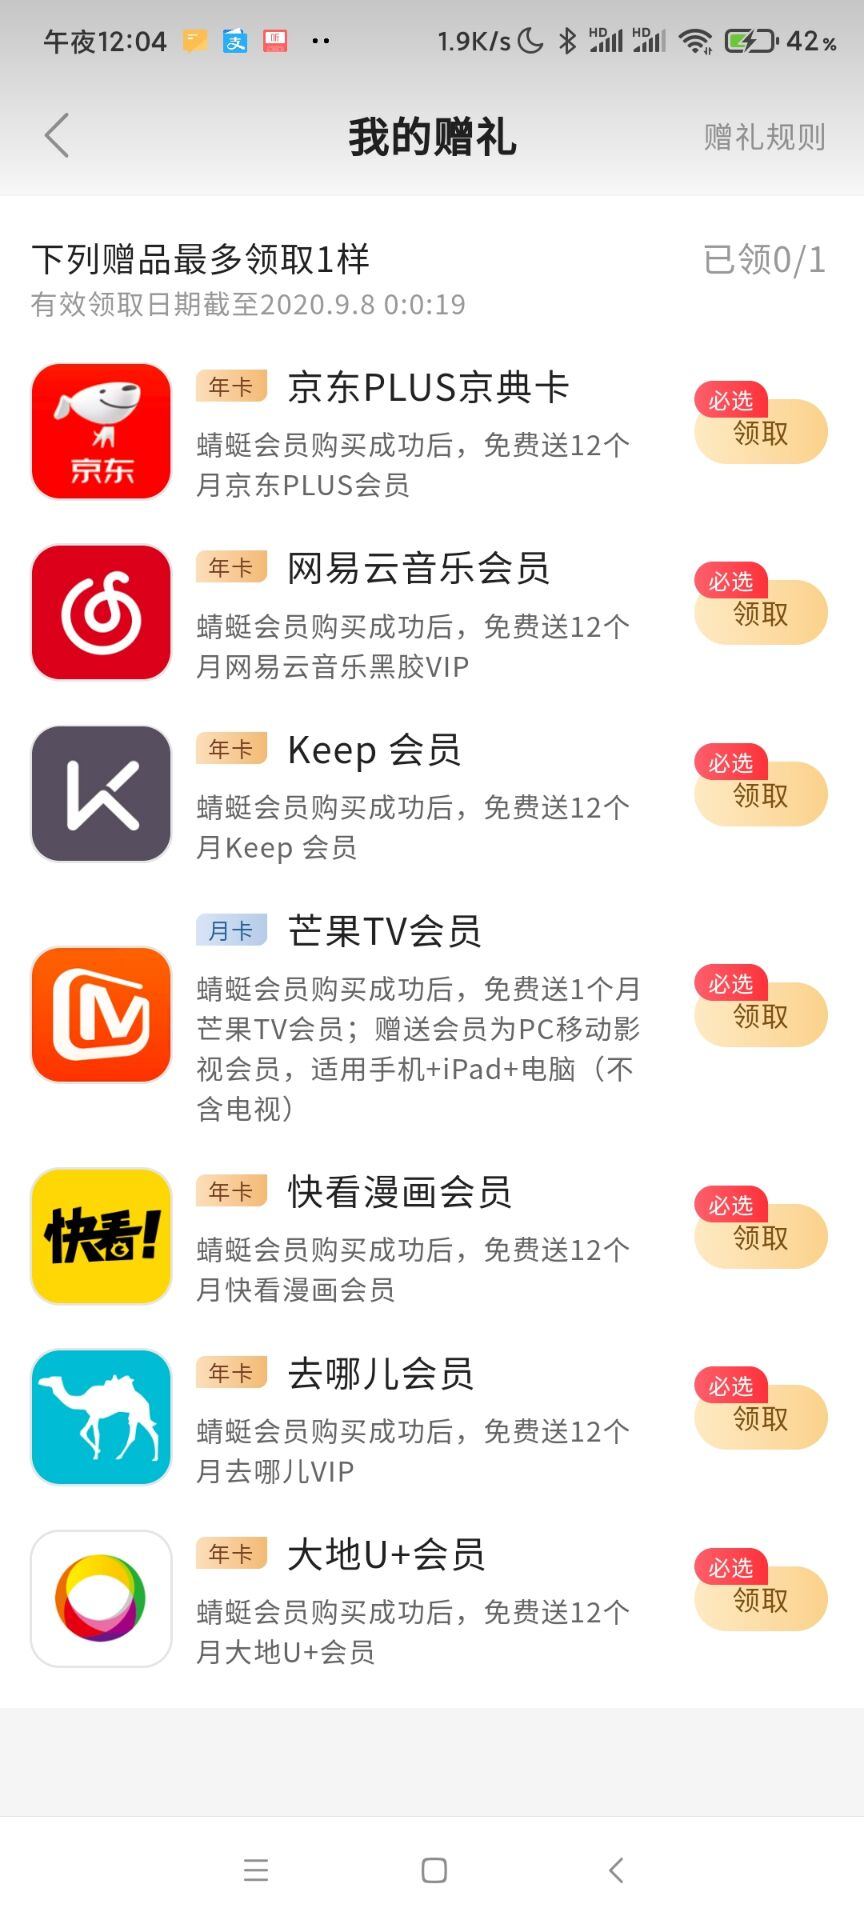 午夜12:04 1.9K/s HD HD 42%
我的赠礼 赠礼规则
下列赠品最多领取1样 已领0/1
有效领取日期截至2020.9.8 0:0:19
京东
年卡 京东PLUS京典卡
蜻蜓会员购买成功后，免费送12个
月京东PLUS会员
必选
领取
年卡 网易云音乐会员
蜻蜓会员购买成功后，免费送12个
月网易云音乐黑胶VIP
必选
领取
年卡 Keep 会员
蜻蜓会员购买成功后，免费送12个
月Keep 会员
必选
领取
月卡 芒果TV会员
蜻蜓会员购买成功后，免费送1个月
芒果TV会员；赠送会员为PC移动影
视会员，适用手机+iPad+电脑（不
含电视）
必选
领取
快看!
年卡 快看漫画会员
蜻蜓会员购买成功后，免费送12个
月快看漫画会员
必选
领取
年卡 去哪儿会员
蜻蜓会员购买成功后，免费送12个
月去哪儿VIP
必选
领取
年卡 大地U+会员
蜻蜓会员购买成功后，免费送12个
月大地U+会员
必选
领取